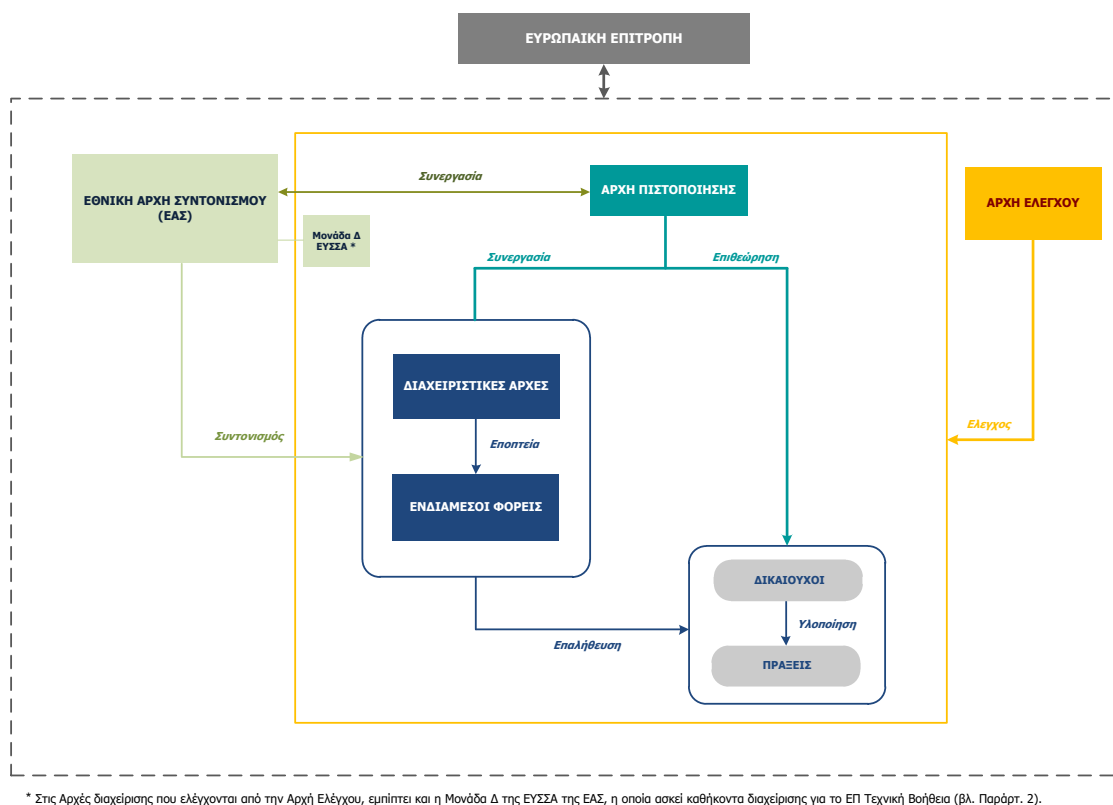 ΕΥΡΩΠΑΙΚΗ ΕΠΙΤΡΟΠΗ
ΕΘΝΙΚΗ ΑΡΧΗ ΣΥΝΤΟΝΙΣΜΟΥ
(ΕΑΣ)
Συνεργασία
ΑΡΧΗ ΠΙΣΤΟΠΟΙΗΣΗΣ
ΑΡΧΗ ΕΛΕΓΧΟΥ
Μονάδα Δ
ΕΥΣΣΑ *
Συνεργασία
Επιθεώρηση
ΔΙΑΧΕΙΡΙΣΤΙΚΕΣ ΑΡΧΕΣ
Εποπτεία
ΕΝΔΙΑΜΕΣΟΙ ΦΟΡΕΙΣ
Συντονισμός
Ελεγχος
ΔΙΚΑΙΟΥΧΟΙ
Υλοποίηση
ΠΡΑΞΕΙΣ
Επαλήθευση
* Στις Αρχές διαχείρισης που ελέγχονται από την Αρχή Ελέγχου, εμπίπτει και η Μονάδα Δ της ΕΥΣΣΑ της ΕΑΣ, η οποία ασκεί καθήκοντα διαχείρισης για το ΕΠ Τεχνική Βοήθεια (βλ. Παράρτ. 2).